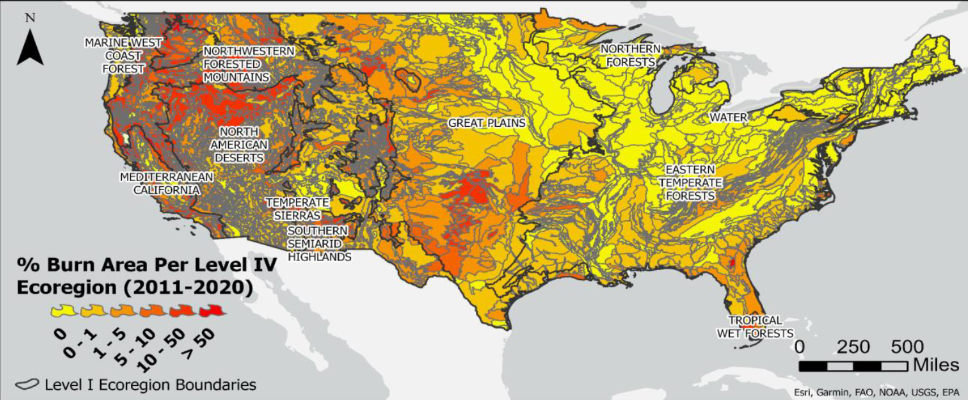 N
MARINE WEST
COAST
FOREST
NORTHWESTERN
FORESTED
MOUNTAINS
NORTHERN
FORESTS
GREAT PLAINS
WATER
NORTH
AMERICAN
DESERTS
MEDITERRANEAN
CALIFORNIA
EASTERN
TEMPERATE
FORESTS
TEMPERATE
SIERRAS
SOUTHERN
SEMIARID
HIGHLANDS
TROPICAL
WET FORESTS
% Burn Area Per Level IV
Ecoregion (2011-2020)
0
0 - 1
1 - 5
5 - 10
10 - 50
> 50
Level I Ecoregion Boundaries
0 250 500
Miles
Esri, Garmin, FAO, NOAA, USGS, EPA